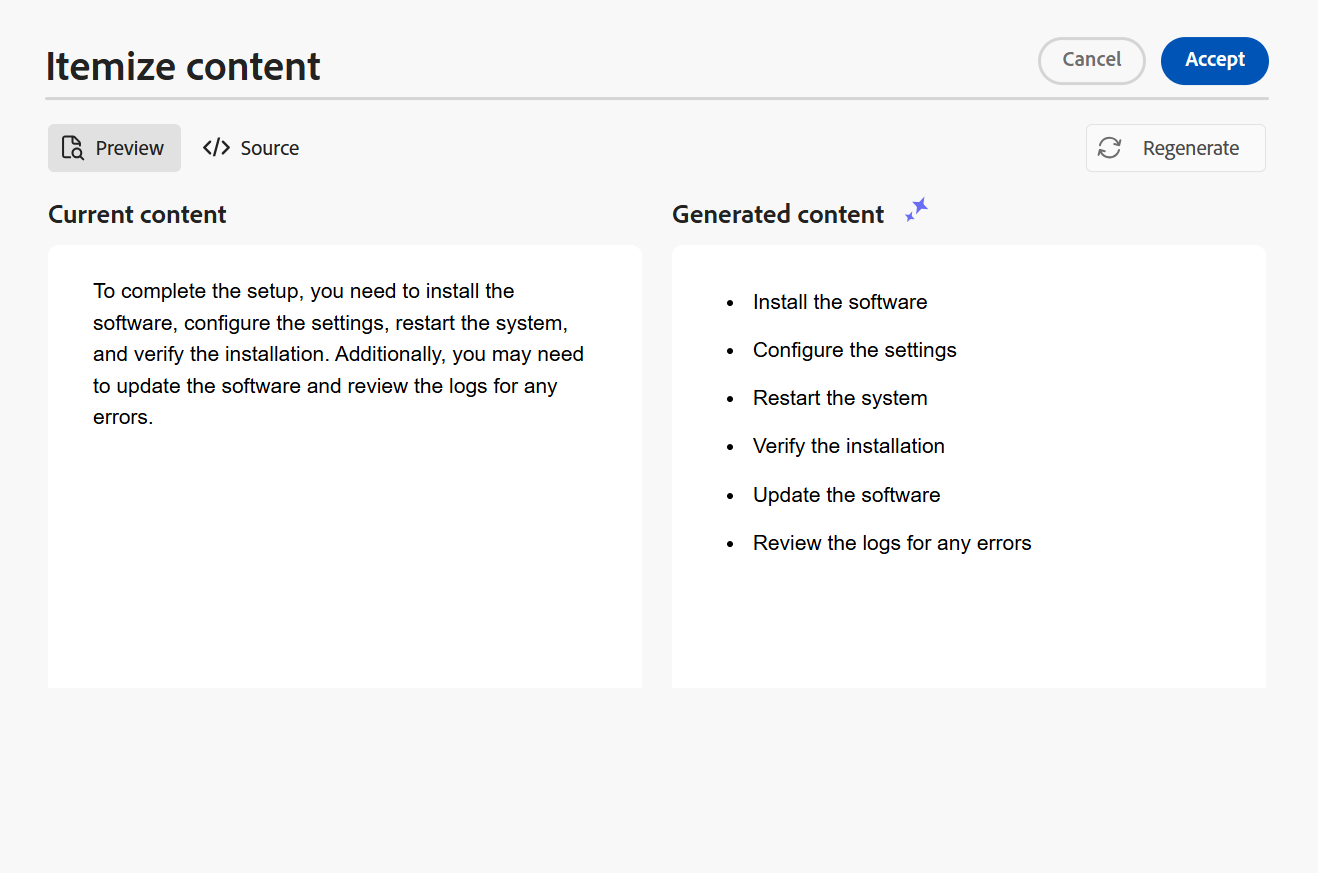 Itemize content
Cancel
Accept
Preview
</> Source
Regenerate
Current content
Generated content
To complete the setup, you need to install the
software, configure the settings, restart the system,
and verify the installation. Additionally, you may need
to update the software and review the logs for any
errors.
• Install the software
• Configure the settings
• Restart the system
• Verify the installation
• Update the software
• Review the logs for any errors